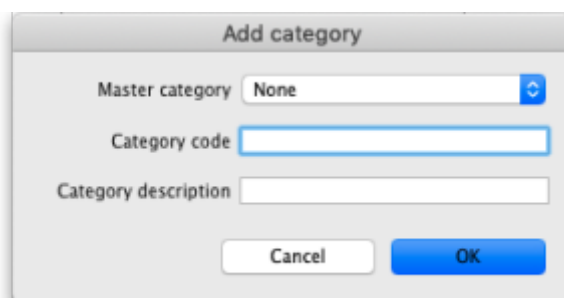 Add category
Master category None
Category code
Category description
Cancel OK